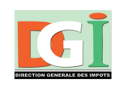 DGI
DIRECTION GENERALE DES IMPOTS